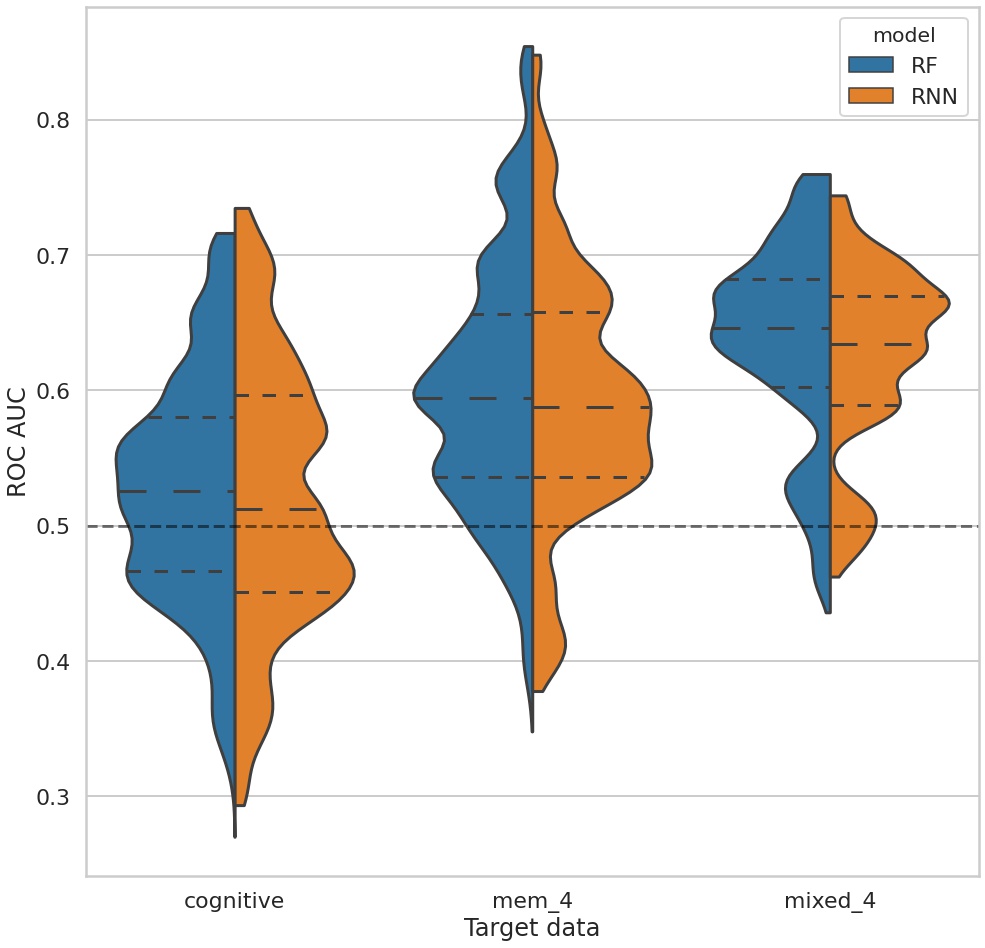 model
RF
RNN
0.8
0.7
0.6
0.5
0.4
0.3
ROC AUC
cognitive
mem_4
mixed_4
Target data